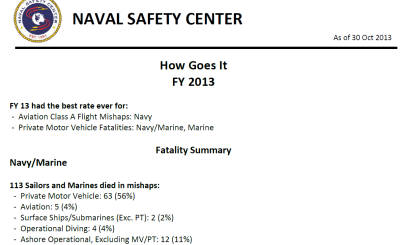 NAVAL SAFETY CENTER
NAVAL SAFETY CENTER
As of 30 Oct 2013
How Goes It
FY 2013
FY 13 had the best rate ever for:
- Aviation Class A Flight Mishaps: Navy
- Private Motor Vehicle Fatalities: Navy/Marine, Marine
Fatality Summary
Navy/Marine
113 Sailors and Marines died in mishaps:
- Private Motor Vehicle: 63 (56%)
- Aviation: 5 (4%)
- Surface Ships/Submarines (Exc. PT): 2 (2%)
- Operational Diving: 4 (4%)
- Ashore Operational, Excluding MV/PT: 12 (11%)